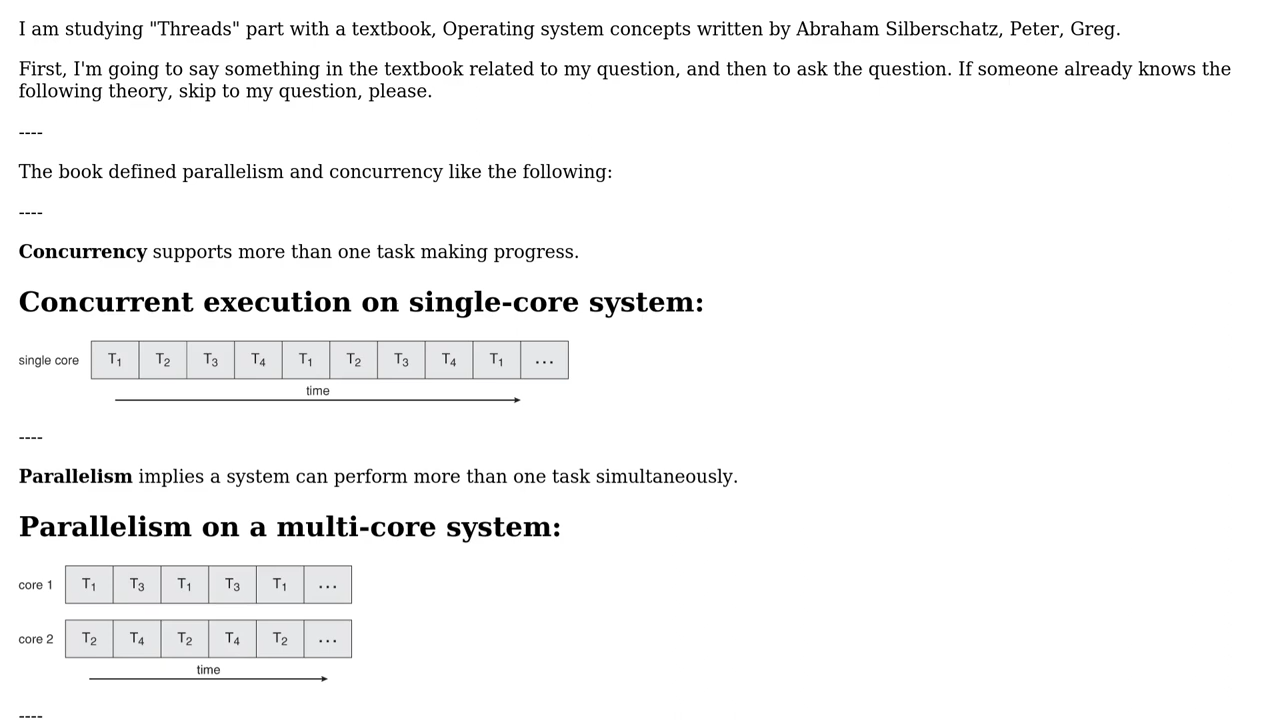 I am studying "Threads" part with a textbook, Operating system concepts written by Abraham Silberschatz, Peter, Greg.
First, I'm going to say something in the textbook related to my question, and then to ask the question. If someone already knows the
following theory, skip to my question, please.
----
The book defined parallelism and concurrency like the following:
----
Concurrency supports more than one task making progress.
Concurrent execution on single-core system:
single core T₁ T₂ T₃ T₄ T₁ T₂ T₃ T₄ T₁ ...
time
----
Parallelism implies a system can perform more than one task simultaneously.
Parallelism on a multi-core system:
core 1 T₁ T₃ T₁ T₃ T₁ ...
core 2 T₂ T₄ T₂ T₄ T₂ ...
time
----